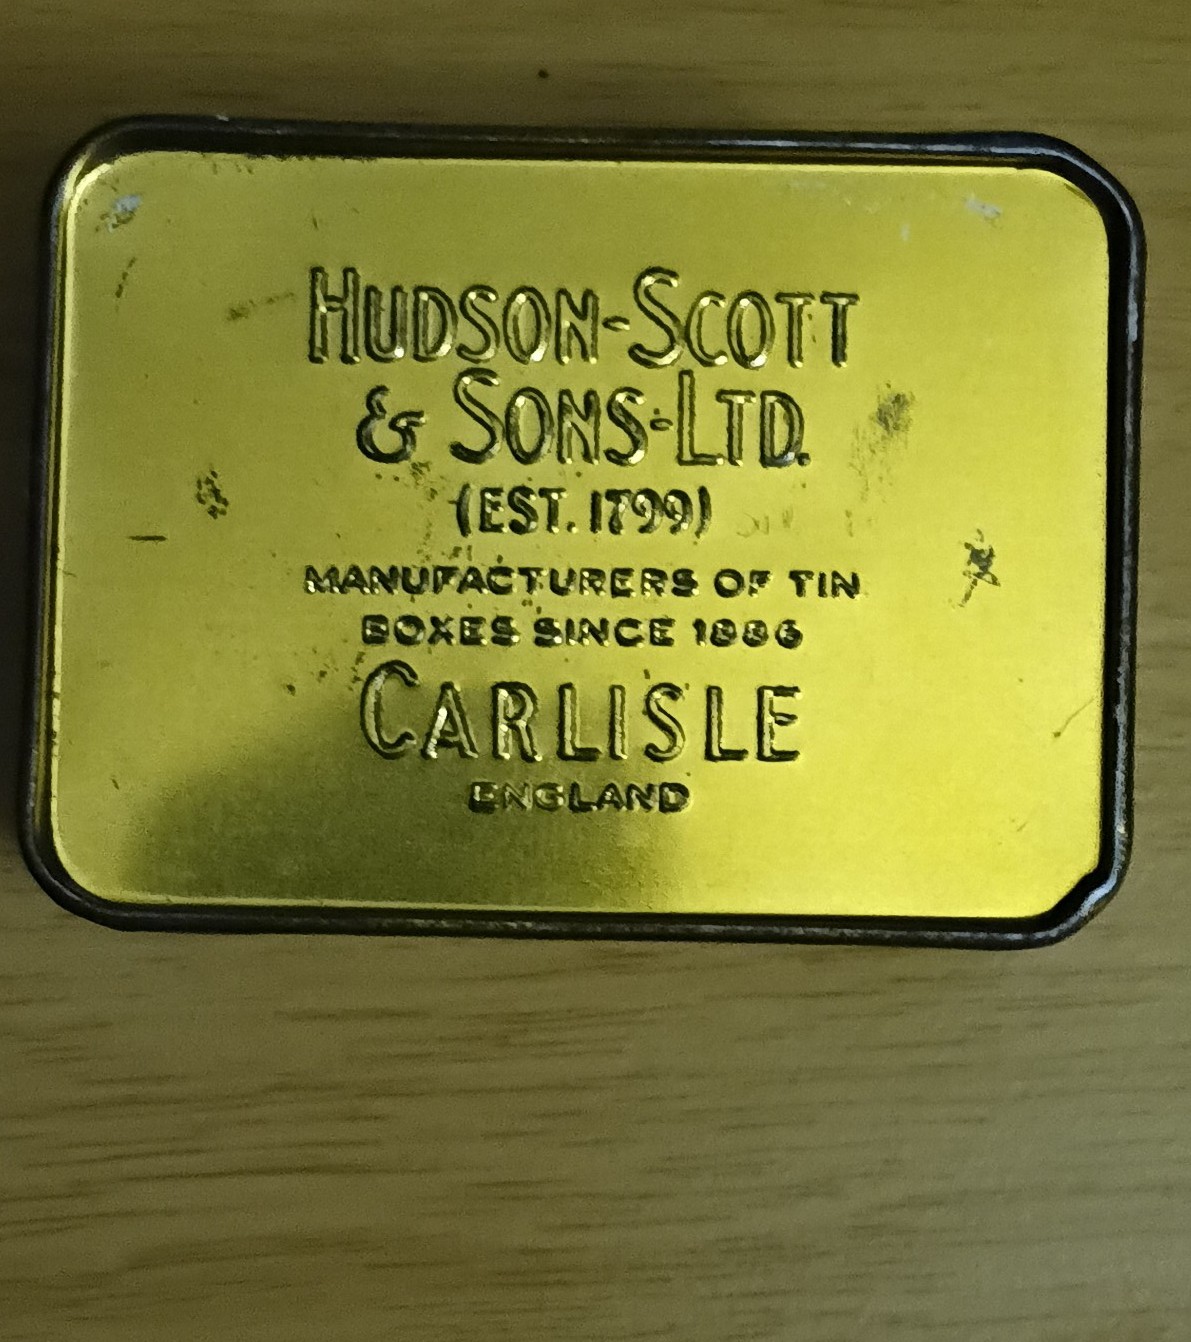 HUDSON-SCOTT
& SONS-LTD.
(EST. 1799)
MANUFACTURERS OF TIN
BOXES SINCE 1886
CARLISLE
ENGLAND